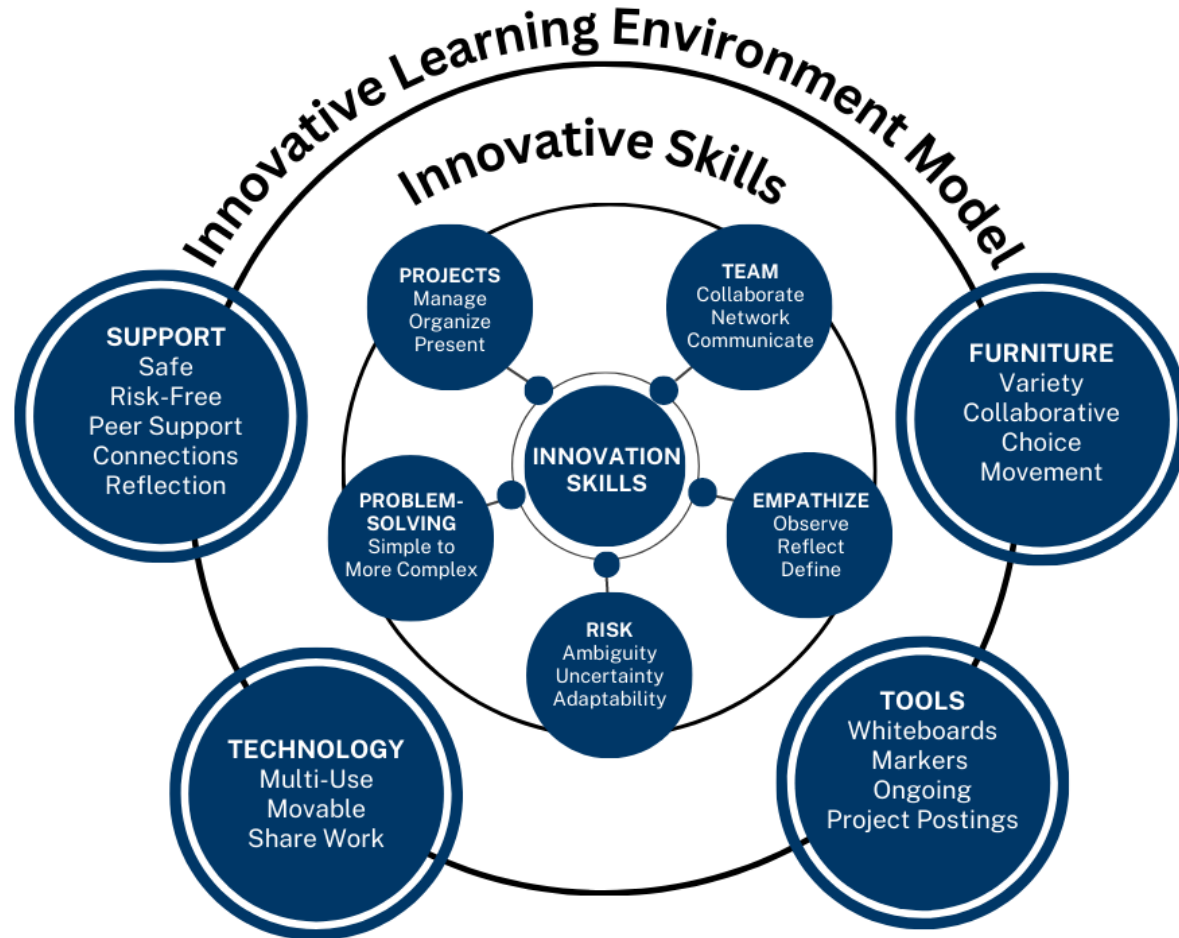 Innovative Learning Environment Model
Innovative Skills
PROJECTS
Manage
Organize
Present
TEAM
Collaborate
Network
Communicate
SUPPORT
Safe
Risk-Free
Peer Support
Connections
Reflection
FURNITURE
Variety
Collaborative
Choice
Movement
INNOVATION
SKILLS
PROBLEM-
SOLVING
Simple to
More Complex
EMPATHIZE
Observe
Reflect
Define
RISK
Ambiguity
Uncertainty
Adaptability
TECHNOLOGY
Multi-Use
Movable
Share Work
TOOLS
Whiteboards
Markers
Ongoing
Project Postings